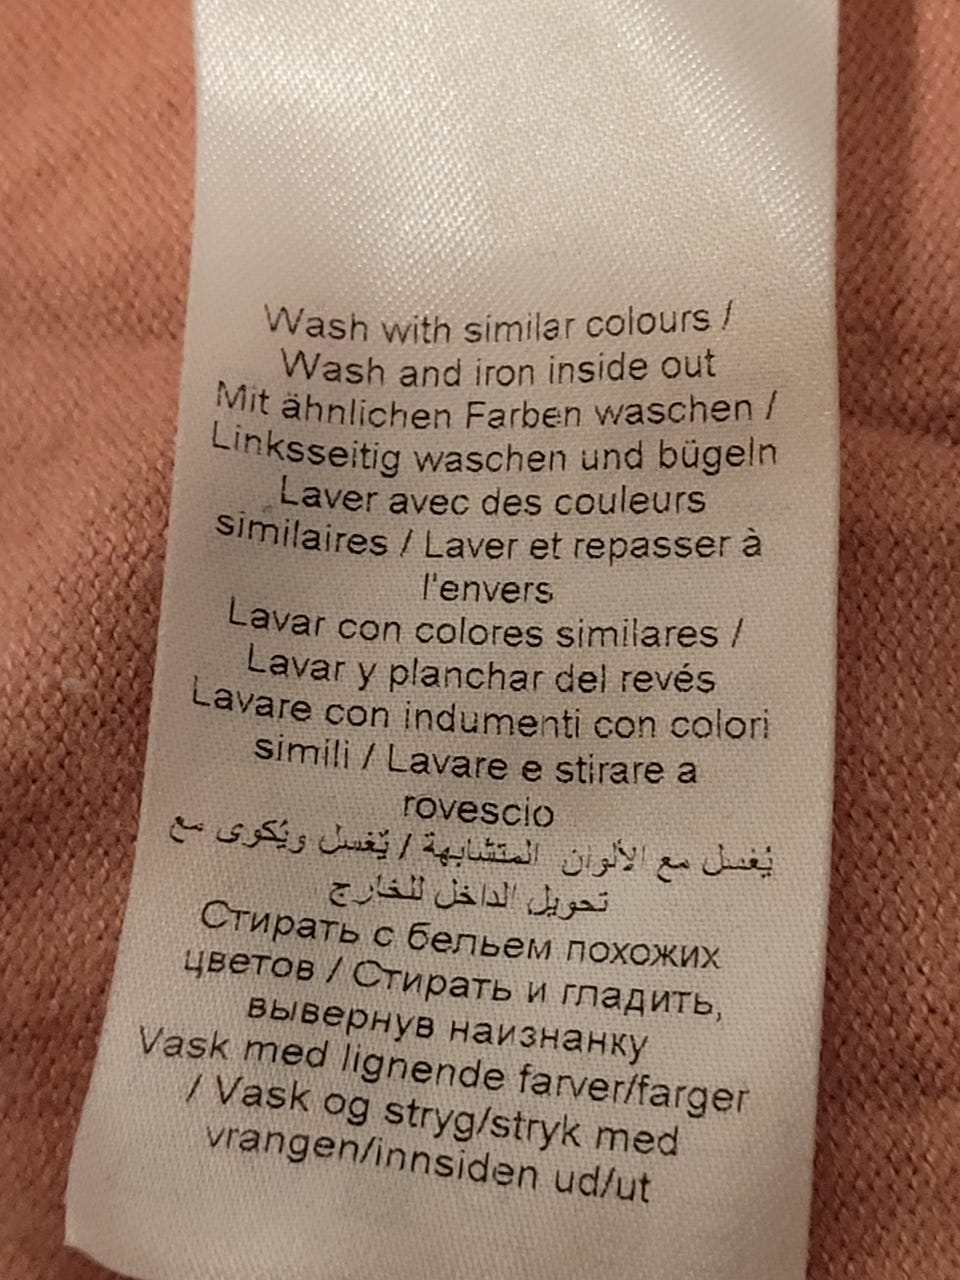 Wash with similar colours /
Wash and iron inside out
Mit ähnlichen Farben waschen /
Linksseitig waschen und bügeln
Laver avec des couleurs
similaires / Laver et repasser à
l'envers
Lavar con colores similares /
Lavar y planchar del revés
Lavare con indumenti con colori
simili / Lavare e stirare a
rovescio
يُغسل مع الألوان المتشابهة / يٌغسل ويُكوى مع
تحويل الداخل للخارج
Стирать с бельем похожих
цветов / Стирать и гладить,
вывернув наизнанку
Vask med lignende farver/farger
/ Vask og stryg/stryk med
vrangen/innsiden ud/ut